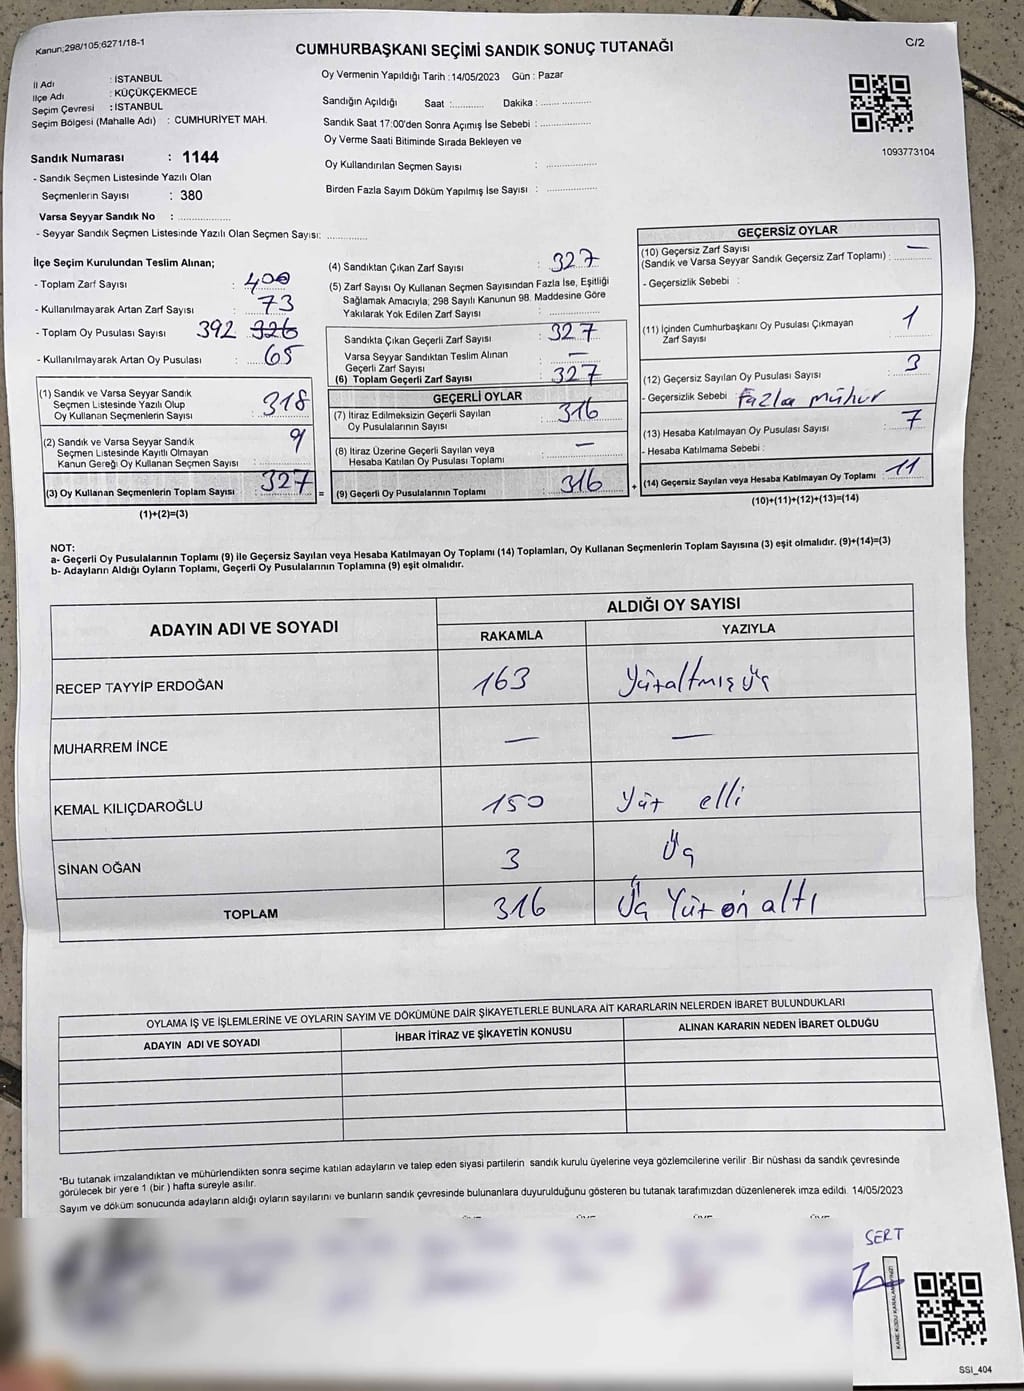 Kanun;298/105;6271/18-1
CUMHURBAŞKANI SEÇİMİ SANDIK SONUÇ TUTANAĞI
C/2
İl Adı : İSTANBUL
İlçe Adı : KÜÇÜKÇEKMECE
Seçim Çevresi : İSTANBUL
Seçim Bölgesi (Mahalle Adı) : CUMHURİYET MAH.
Sandık Numarası : 1144
- Sandık Seçmen Listesinde Yazılı Olan
Seçmenlerin Sayısı : 380
Varsa Seyyar Sandık No : ....................
- Seyyar Sandık Seçmen Listesinde Yazılı Olan Seçmen Sayısı: ...............
Oy Vermenin Yapıldığı Tarih : 14/05/2023 Gün : Pazar
Sandığın Açıldığı Saat :............ Dakika : ...... ...............
Sandık Saat 17:00'den Sonra Açımış İse Sebebi : ....................
Oy Verme Saati Bitiminde Sırada Bekleyen ve
Oy Kullandırılan Seçmen Sayısı : ....................
Birden Fazla Sayım Döküm Yapılmış İse Sayısı : ....................
1093773104
İlçe Seçim Kurulundan Teslim Alınan;
- Toplam Zarf Sayısı : 400
- Kullanılmayarak Artan Zarf Sayısı : 73
- Toplam Oy Pusulası Sayısı 392 326
- Kullanılmayarak Artan Oy Pusulası : 65
(1) Sandık ve Varsa Seyyar Sandık
Seçmen Listesinde Yazılı Olup
Oy Kullanan Seçmenlerin Sayısı : 318
(2) Sandık ve Varsa Seyyar Sandık
Seçmen Listesinde Kayıtlı Olmayan
Kanun Gereği Oy Kullanan Seçmen Sayısı : 9
(3) Oy Kullanan Seçmenlerin Toplam Sayısı : 327 =
(1)+(2)=(3)
(4) Sandıktan Çıkan Zarf Sayısı : 327
(5) Zarf Sayısı Oy Kullanan Seçmen Sayısından Fazla İse, Eşitliği
Sağlamak Amacıyla; 298 Sayılı Kanunun 98. Maddesine Göre
Yakılarak Yok Edilen Zarf Sayısı : ....................
Sandıkta Çıkan Geçerli Zarf Sayısı : 327
Varsa Seyyar Sandıktan Teslim Alınan
Geçerli Zarf Sayısı : —
(6) Toplam Geçerli Zarf Sayısı : 327
GEÇERLİ OYLAR
(7) İtiraz Edilmeksizin Geçerli Sayılan
Oy Pusulalarının Sayısı : 316
(8) İtiraz Üzerine Geçerli Sayılan veya
Hesaba Katılan Oy Pusulası Toplamı : —
(9) Geçerli Oy Pusulalarının Toplamı : 316 +
GEÇERSİZ OYLAR
(10) Geçersiz Zarf Sayısı
(Sandık ve Varsa Seyyar Sandık Geçersiz Zarf Toplamı) : —
- Geçersizlik Sebebi :
(11) İçinden Cumhurbaşkanı Oy Pusulası Çıkmayan
Zarf Sayısı : 1
(12) Geçersiz Sayılan Oy Pusulası Sayısı : 3
- Geçersizlik Sebebi : Fazla mühür
(13) Hesaba Katılmayan Oy Pusulası Sayısı : 7
- Hesaba Katılmama Sebebi :
(14) Geçersiz Sayılan veya Hesaba Katılmayan Oy Toplamı : 11
(10)+(11)+(12)+(13)=(14)
NOT:
a- Geçerli Oy Pusulalarının Toplamı (9) ile Geçersiz Sayılan veya Hesaba Katılmayan Oy Toplamı (14) Toplamları, Oy Kullanan Seçmenlerin Toplam Sayısına (3) eşit olmalıdır. (9)+(14)=(3)
b- Adayların Aldığı Oyların Toplamı, Geçerli Oy Pusulalarının Toplamına (9) eşit olmalıdır.
ADAYIN ADI VE SOYADI
ALDIĞI OY SAYISI
RAKAMLA YAZIYLA
RECEP TAYYİP ERDOĞAN 163 Yüzaltmış üç
MUHARREM İNCE — —
KEMAL KILIÇDAROĞLU 150 Yüz elli
SİNAN OĞAN 3 Üç
TOPLAM 316 Üç Yüz on altı
OYLAMA İŞ VE İŞLEMLERİNE VE OYLARIN SAYIM VE DÖKÜMÜNE DAİR ŞİKAYETLERLE BUNLARA AİT KARARLARIN NELERDEN İBARET BULUNDUKLARI
ADAYIN ADI VE SOYADI İHBAR İTİRAZ VE ŞİKAYETİN KONUSU ALINAN KARARIN NEDEN İBARET OLDUĞU
*Bu tutanak imzalandıktan ve mühürlendikten sonra seçime katılan adayların ve talep eden siyasi partilerin sandık kurulu üyelerine veya gözlemcilerine verilir .Bir nüshası da sandık çevresinde
görülecek bir yere 1 (bir ) hafta süreyle asılır.
Sayım ve döküm sonucunda adayların aldığı oyların sayılarını ve bunların sandık çevresinde bulunanlara duyurulduğunu gösteren bu tutanak tarafımızdan düzenlenerek imza edildi. 14/05/2023
SERT
SSI_404